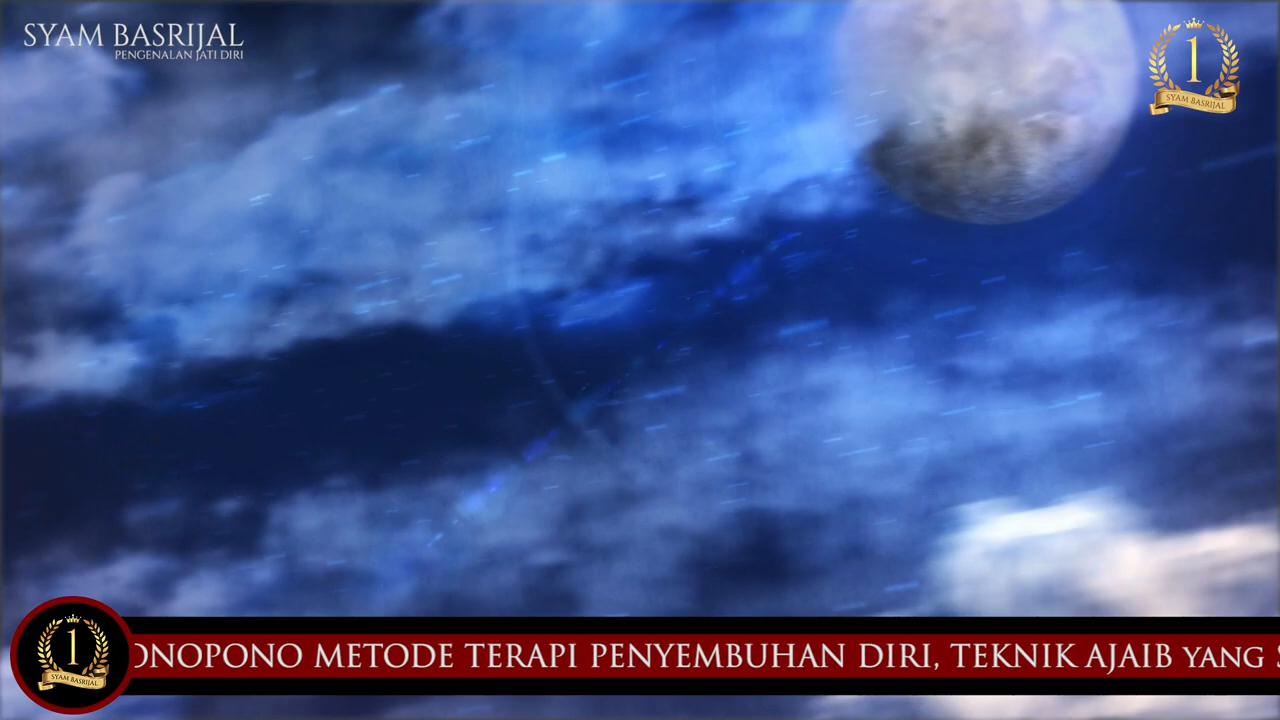 SYAM BASRIJAL
PENGENALAN JATI DIRI
1
SYAM BASRIJAL
1
SYAM BASRIJAL
METODE TERAPI PENYEMBUHAN DIRI, TEKNIK AJAIB YANG